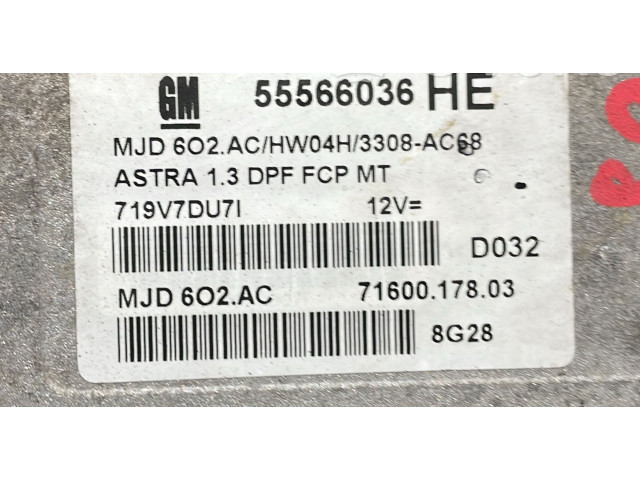 GM 55566036 HE
MJD 6O2.AC/HW04H/3308-AC68
ASTRA 1.3 DPF FCP MT
719V7DU7I 12V=
D032
MJD 6O2.AC 71600.178.03
8G28